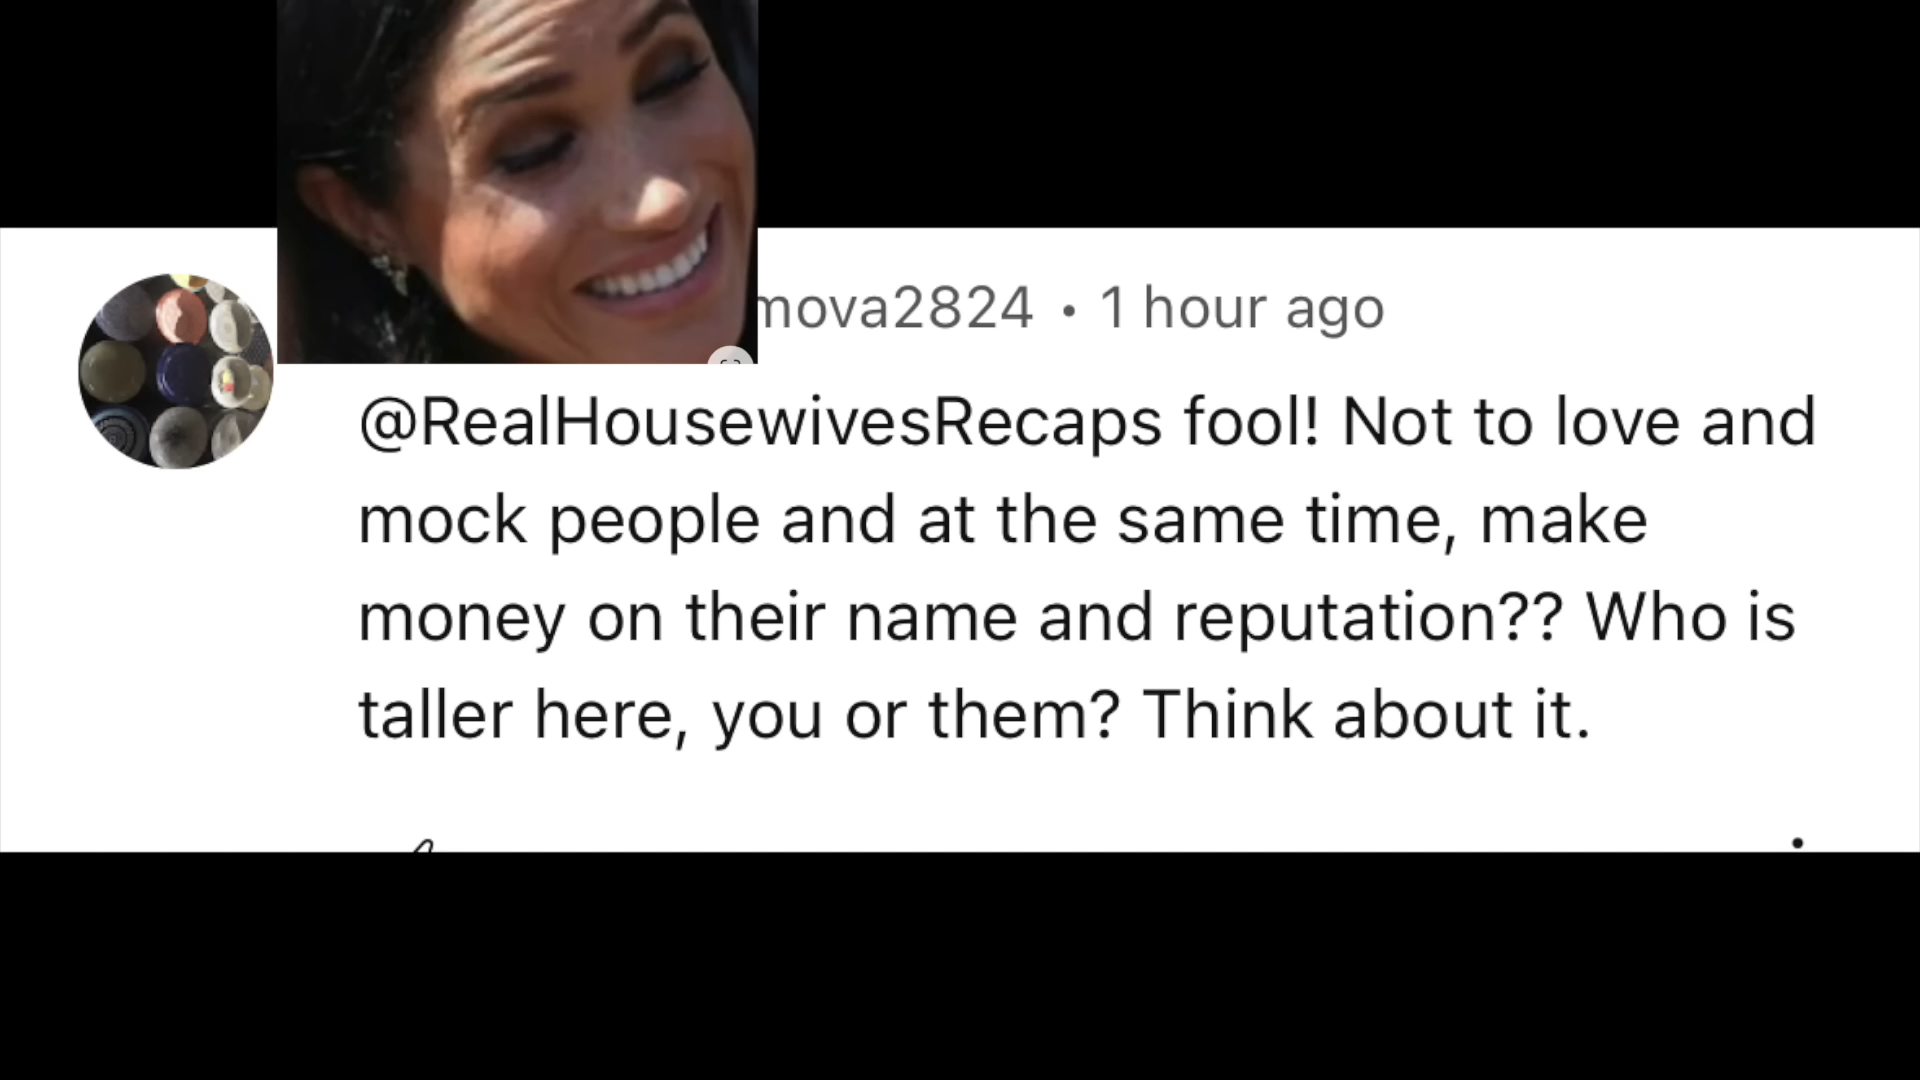 mova2824 • 1 hour ago
@RealHousewivesRecaps fool! Not to love and
mock people and at the same time, make
money on their name and reputation?? Who is
taller here, you or them? Think about it.